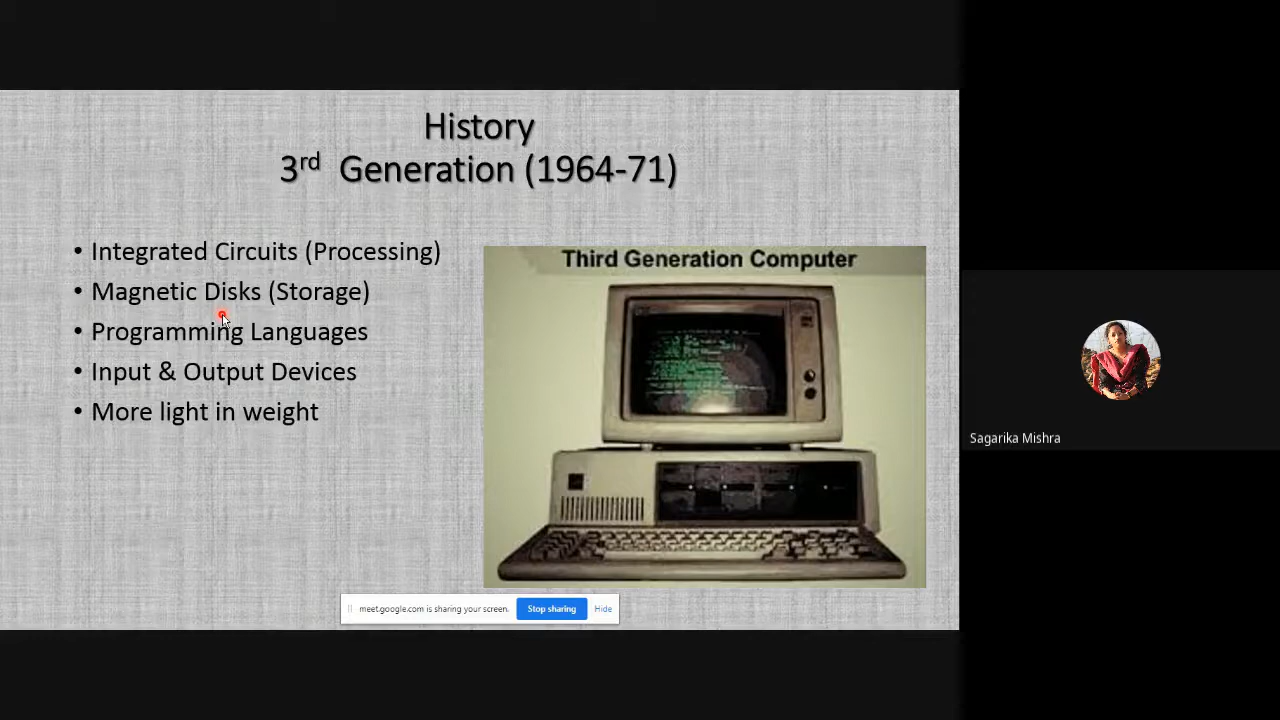 History
3rd Generation (1964-71)
• Integrated Circuits (Processing)
• Magnetic Disks (Storage)
• Programming Languages
• Input & Output Devices
• More light in weight
Third Generation Computer
meet.google.com is sharing your screen.
Stop sharing
Hide
Sagarika Mishra